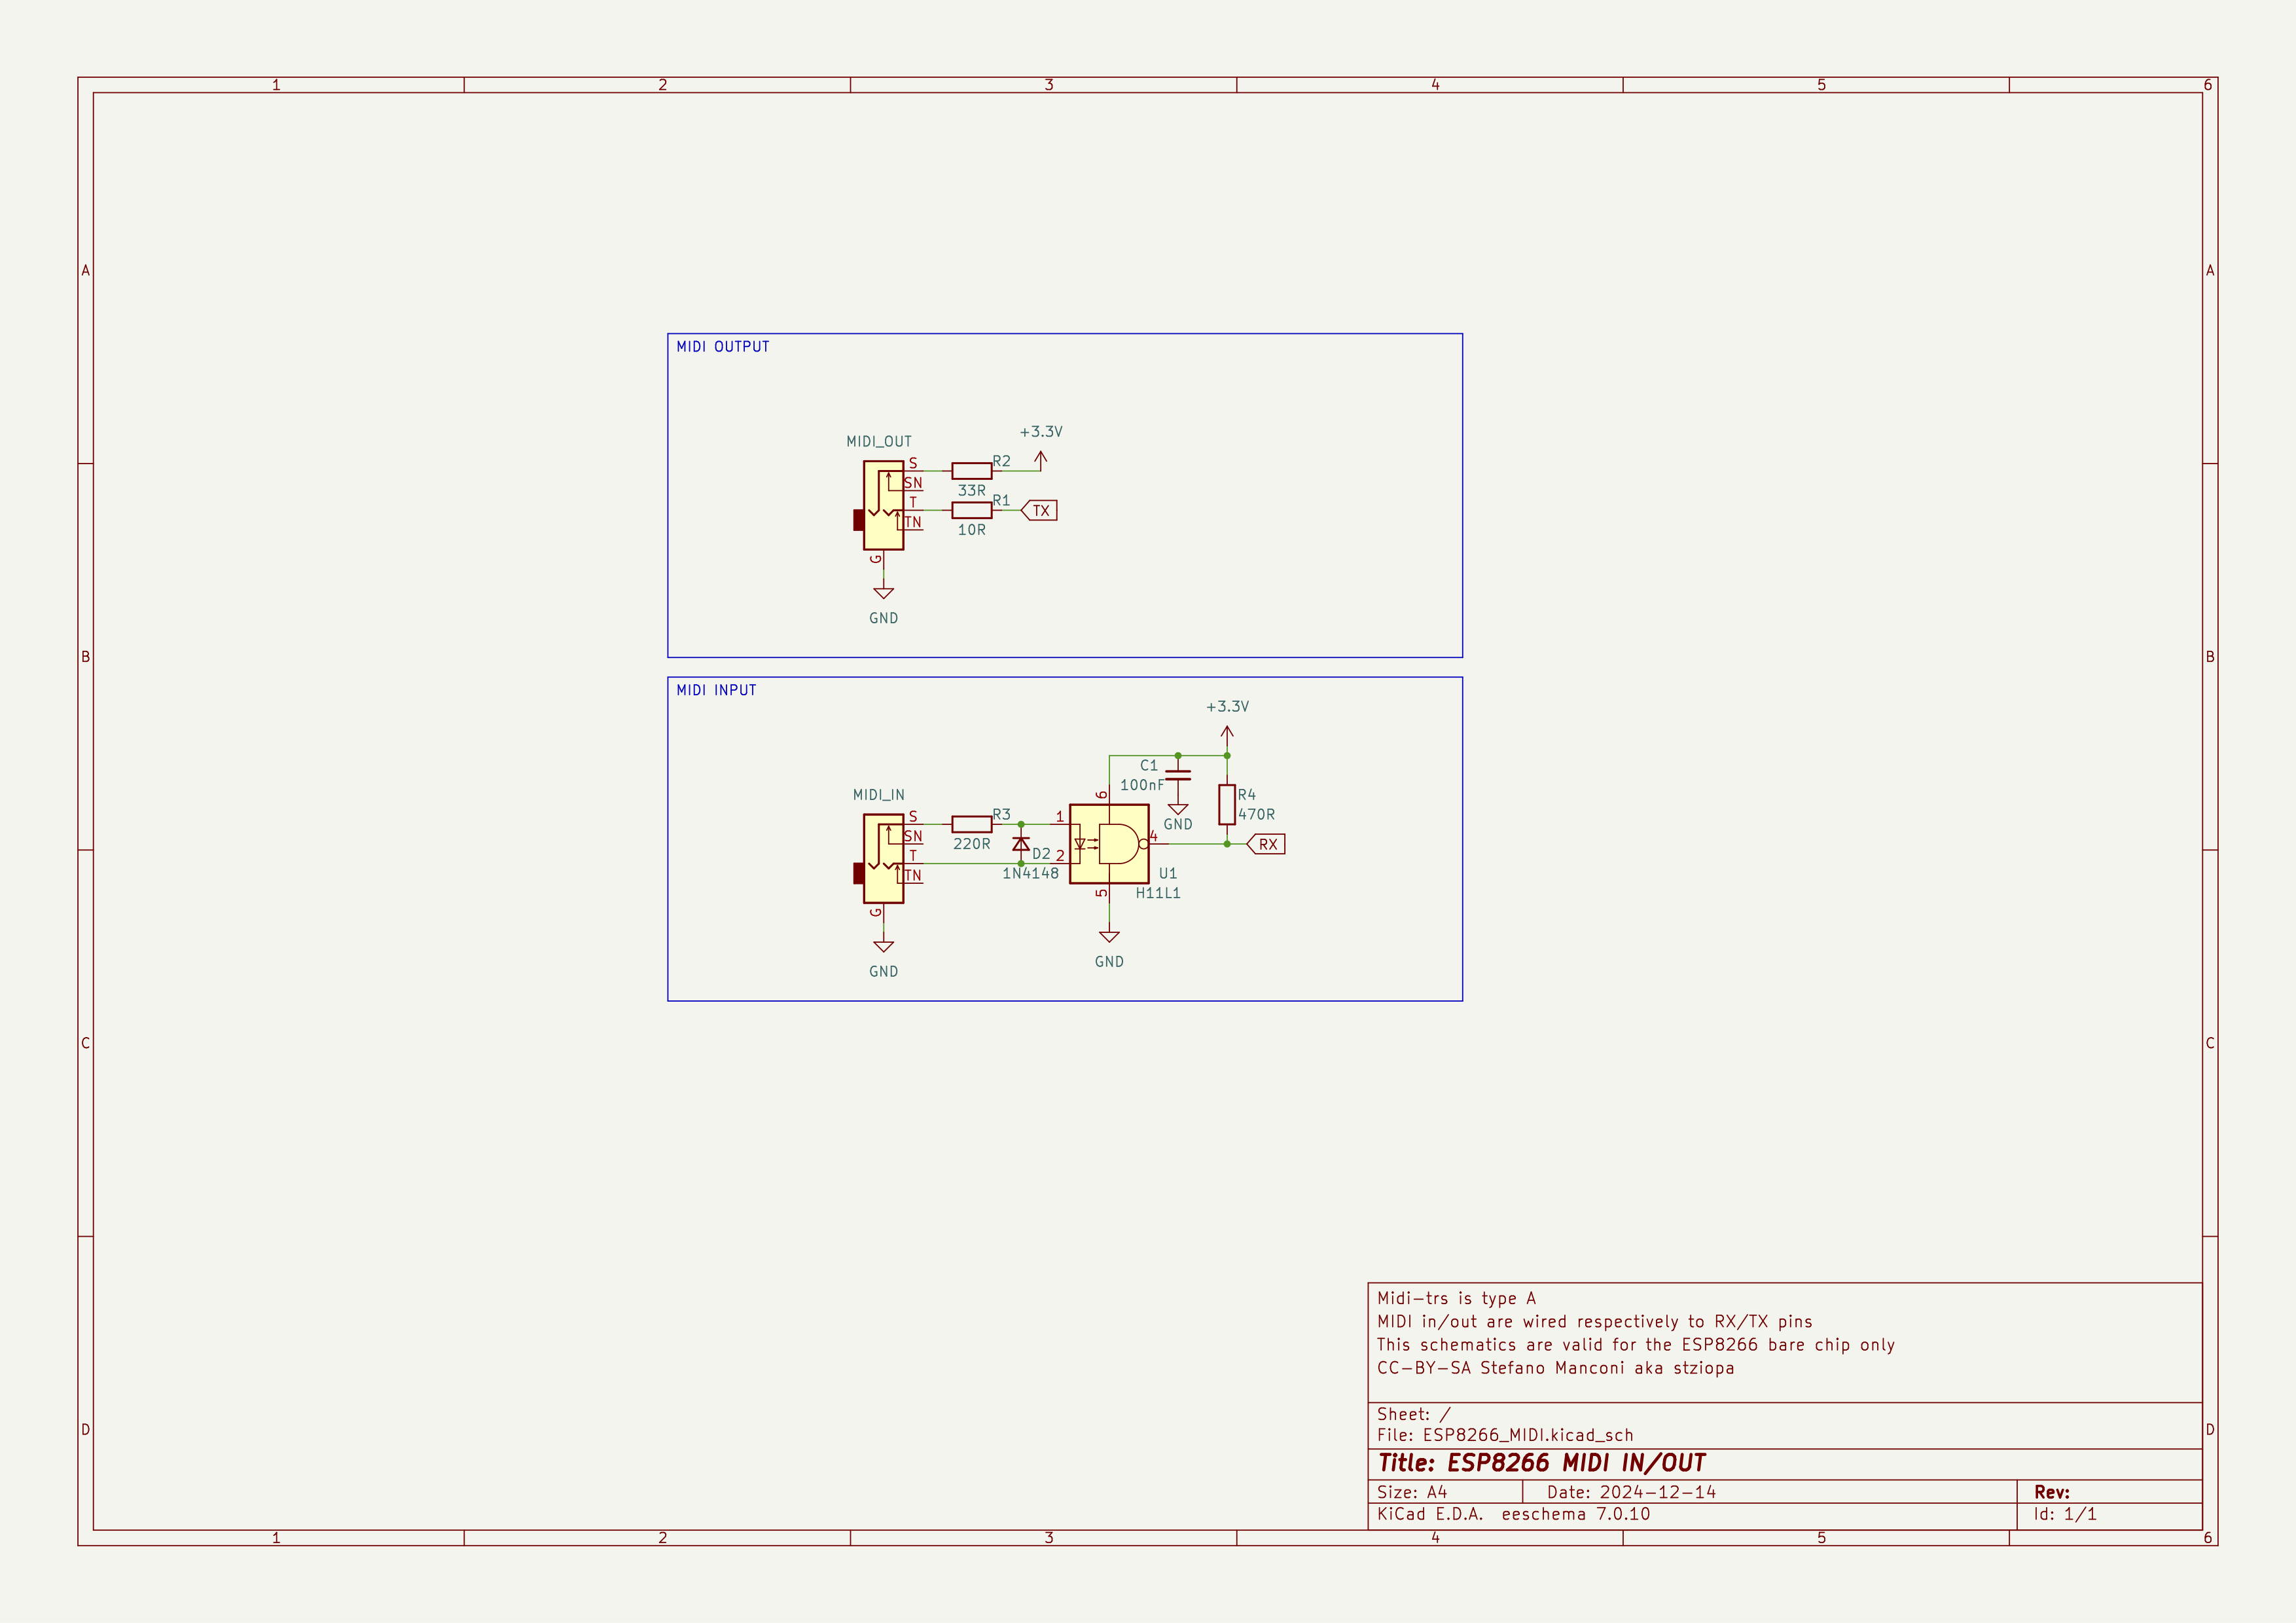 1 2 3 4 5 6
A A
B B
C C
D D
MIDI OUTPUT
+3.3V
MIDI_OUT
S R2
SN 33R
T R1 TX
TN 10R
G
GND
MIDI INPUT
+3.3V
C1
100nF
6
MIDI_IN
R4
470R
S R3 1
GND
SN 220R 4 RX
T D2 2
TN 1N4148 U1
5 H11L1
G
GND
GND
Midi-trs is type A
MIDI in/out are wired respectively to RX/TX pins
This schematics are valid for the ESP8266 bare chip only
CC-BY-SA Stefano Manconi aka stziopa
Sheet: /
File: ESP8266_MIDI.kicad_sch
Title: ESP8266 MIDI IN/OUT
Size: A4 Date: 2024-12-14 Rev:
KiCad E.D.A. eeschema 7.0.10 Id: 1/1
1 2 3 4 5 6